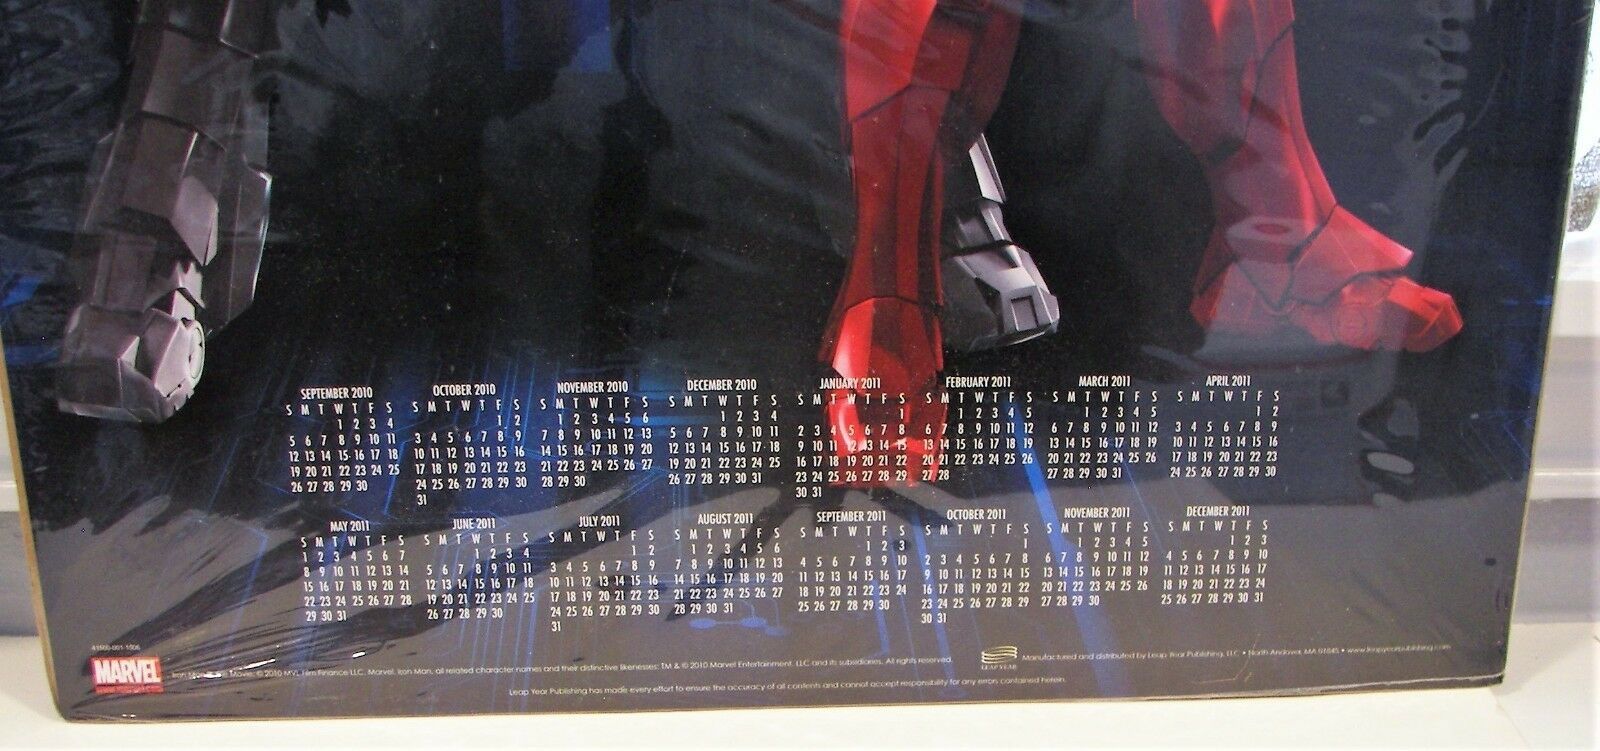 SEPTEMBER 2010
S M T W T F S
1 2 3 4
5 6 7 8 9 10 11
12 13 14 15 16 17 18
19 20 21 22 23 24 25
26 27 28 29 30
OCTOBER 2010
S M T W T F S
1 2
3 4 5 6 7 8 9
10 11 12 13 14 15 16
17 18 19 20 21 22 23
24 25 26 27 28 29 30
31
NOVEMBER 2010
S M T W T F S
1 2 3 4 5 6
7 8 9 10 11 12 13
14 15 16 17 18 19 20
21 22 23 24 25 26 27
28 29 30
DECEMBER 2010
S M T W T F S
1 2 3 4
5 6 7 8 9 10 11
12 13 14 15 16 17 18
19 20 21 22 23 24 25
26 27 28 29 30 31
JANUARY 2011
S M T W T F S
1
2 3 4 5 6 7 8
9 10 11 12 13 14 15
16 17 18 19 20 21 22
23 24 25 26 27 28 29
30 31
FEBRUARY 2011
S M T W T F S
1 2 3 4 5
6 7 8 9 10 11 12
13 14 15 16 17 18 19
20 21 22 23 24 25 26
27 28
MARCH 2011
S M T W T F S
1 2 3 4 5
6 7 8 9 10 11 12
13 14 15 16 17 18 19
20 21 22 23 24 25 26
27 28 29 30 31
APRIL 2011
S M T W T F S
1 2
3 4 5 6 7 8 9
10 11 12 13 14 15 16
17 18 19 20 21 22 23
24 25 26 27 28 29 30
MAY 2011
S M T W T F S
1 2 3 4 5 6 7
8 9 10 11 12 13 14
15 16 17 18 19 20 21
22 23 24 25 26 27 28
29 30 31
JUNE 2011
S M T W T F S
1 2 3 4
5 6 7 8 9 10 11
12 13 14 15 16 17 18
19 20 21 22 23 24 25
26 27 28 29 30
JULY 2011
S M T W T F S
1 2
3 4 5 6 7 8 9
10 11 12 13 14 15 16
17 18 19 20 21 22 23
24 25 26 27 28 29 30
31
AUGUST 2011
S M T W T F S
1 2 3 4 5 6
7 8 9 10 11 12 13
14 15 16 17 18 19 20
21 22 23 24 25 26 27
28 29 30 31
SEPTEMBER 2011
S M T W T F S
1 2 3
4 5 6 7 8 9 10
11 12 13 14 15 16 17
18 19 20 21 22 23 24
25 26 27 28 29 30
OCTOBER 2011
S M T W T F S
1
2 3 4 5 6 7 8
9 10 11 12 13 14 15
16 17 18 19 20 21 22
23 24 25 26 27 28 29
30 31
NOVEMBER 2011
S M T W T F S
1 2 3 4 5
6 7 8 9 10 11 12
13 14 15 16 17 18 19
20 21 22 23 24 25 26
27 28 29 30
DECEMBER 2011
S M T W T F S
1 2 3
4 5 6 7 8 9 10
11 12 13 14 15 16 17
18 19 20 21 22 23 24
25 26 27 28 29 30 31
MARVEL
Iron Movie: © 2010 MVL Film Finance LLC. Marvel, Iron Man, all related character names and their distinctive likenesses: TM & © 2010 Marvel Entertainment, LLC and its subsidiaries. All rights reserved.
LEAP YEAR
Manufactured and distributed by Leap Year Publishing, LLC. • North Andover, MA 01845 • www.leapyearpublishing.com
Leap Year Publishing has made every effort to ensure the accuracy of all contents and cannot accept responsibility for any errors contained herein.